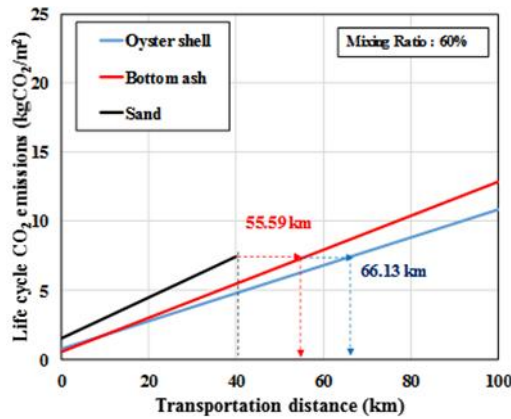 25
20
15
10
5
0
Life cycle CO₂ emissions (kgCO₂/m²)
Oyster shell
Bottom ash
Sand
Mixing Ratio : 60%
55.59 km
66.13 km
0 20 40 60 80 100
Transportation distance (km)